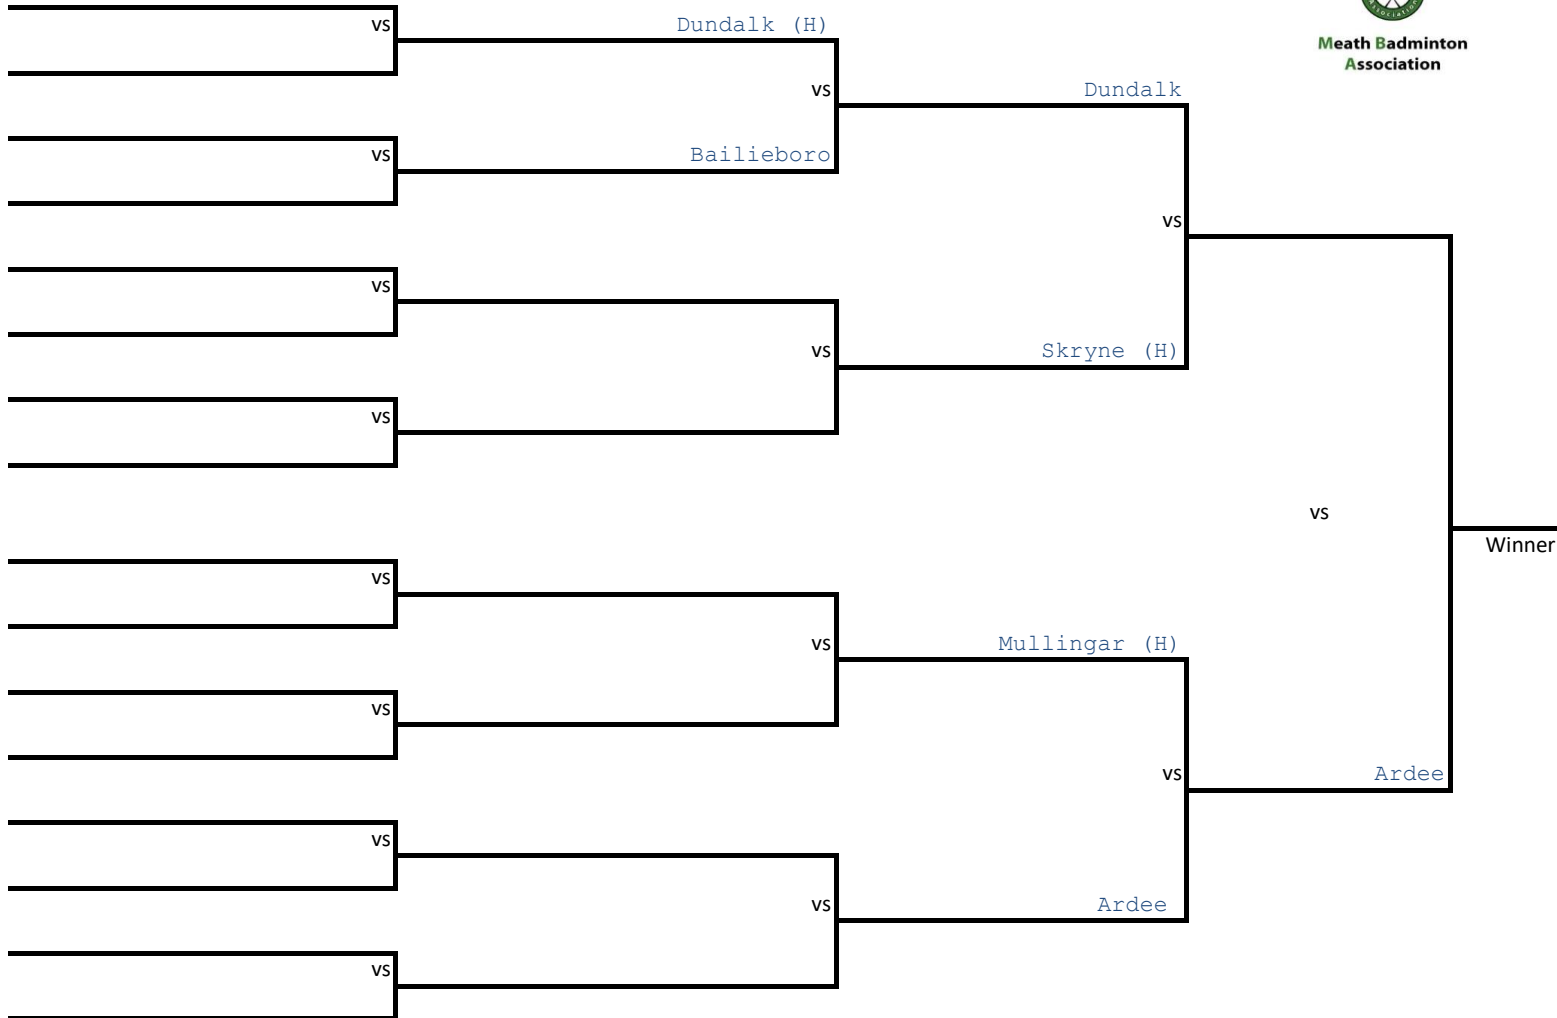 vs
Dundalk (H)
Association
Meath Badminton
Association
vs
Dundalk
vs
Bailieboro
vs
vs
vs
Skryne (H)
vs
vs
Winner
vs
vs
Mullingar (H)
vs
vs
Ardee
vs
vs
Ardee
vs